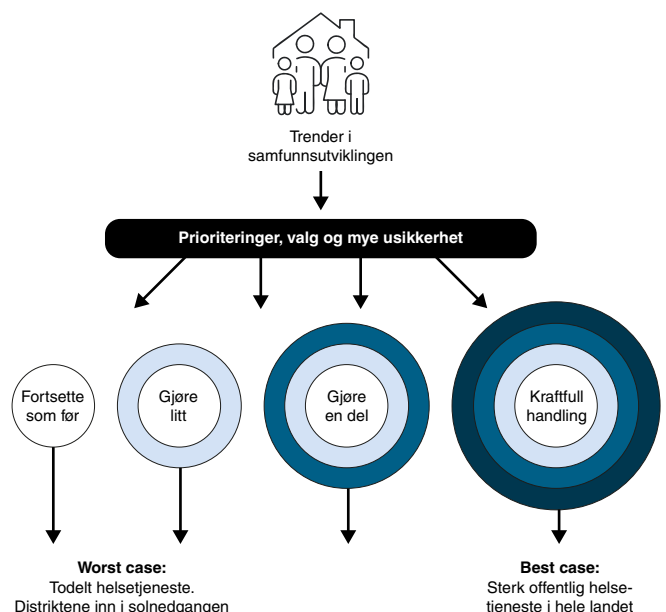 Trender i
samfunnsutviklingen
Prioriteringer, valg og mye usikkerhet
Fortsette
som før
Gjøre
litt
Gjøre
en del
Kraftfull
handling
Worst case:
Todelt helsetjeneste.
Distriktene inn i solnedgangen
Best case:
Sterk offentlig helse-
tjeneste i hele landet